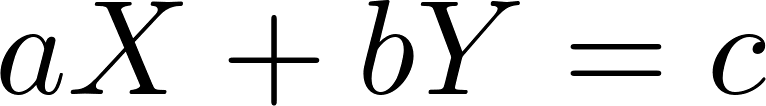 aX + bY = c